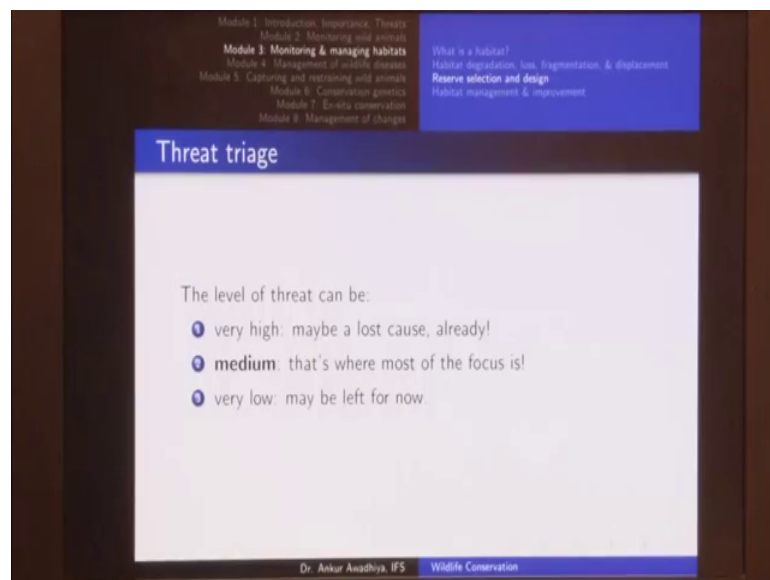 Module 1: Introduction, Importance, Threats
Module 2: Monitoring wild animals
Module 3: Monitoring & managing habitats
Module 4: Management of wildlife diseases
Module 5: Capturing and restraining wild animals
Module 6: Conservation genetics
Module 7: Ex-situ conservation
Module 8: Management of changes
What is a habitat?
Habitat degradation, loss, fragmentation, & displacement
Reserve selection and design
Habitat management & improvement
Threat triage
The level of threat can be:
1 very high: maybe a lost cause, already!
2 medium: that's where most of the focus is!
3 very low: may be left for now.
Dr. Ankur Awadhiya, IFS
Wildlife Conservation